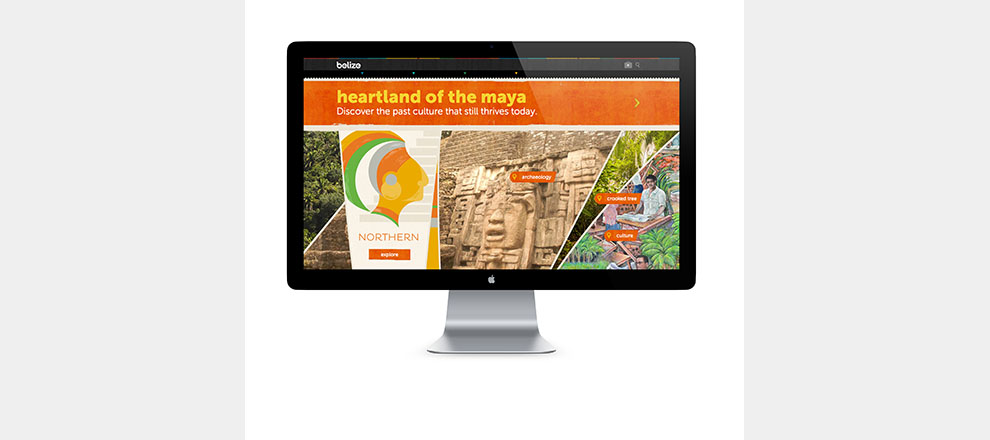 belize
heartland of the maya
Discover the past culture that still thrives today.
archaeology
crooked tree
culture
NORTHERN
explore